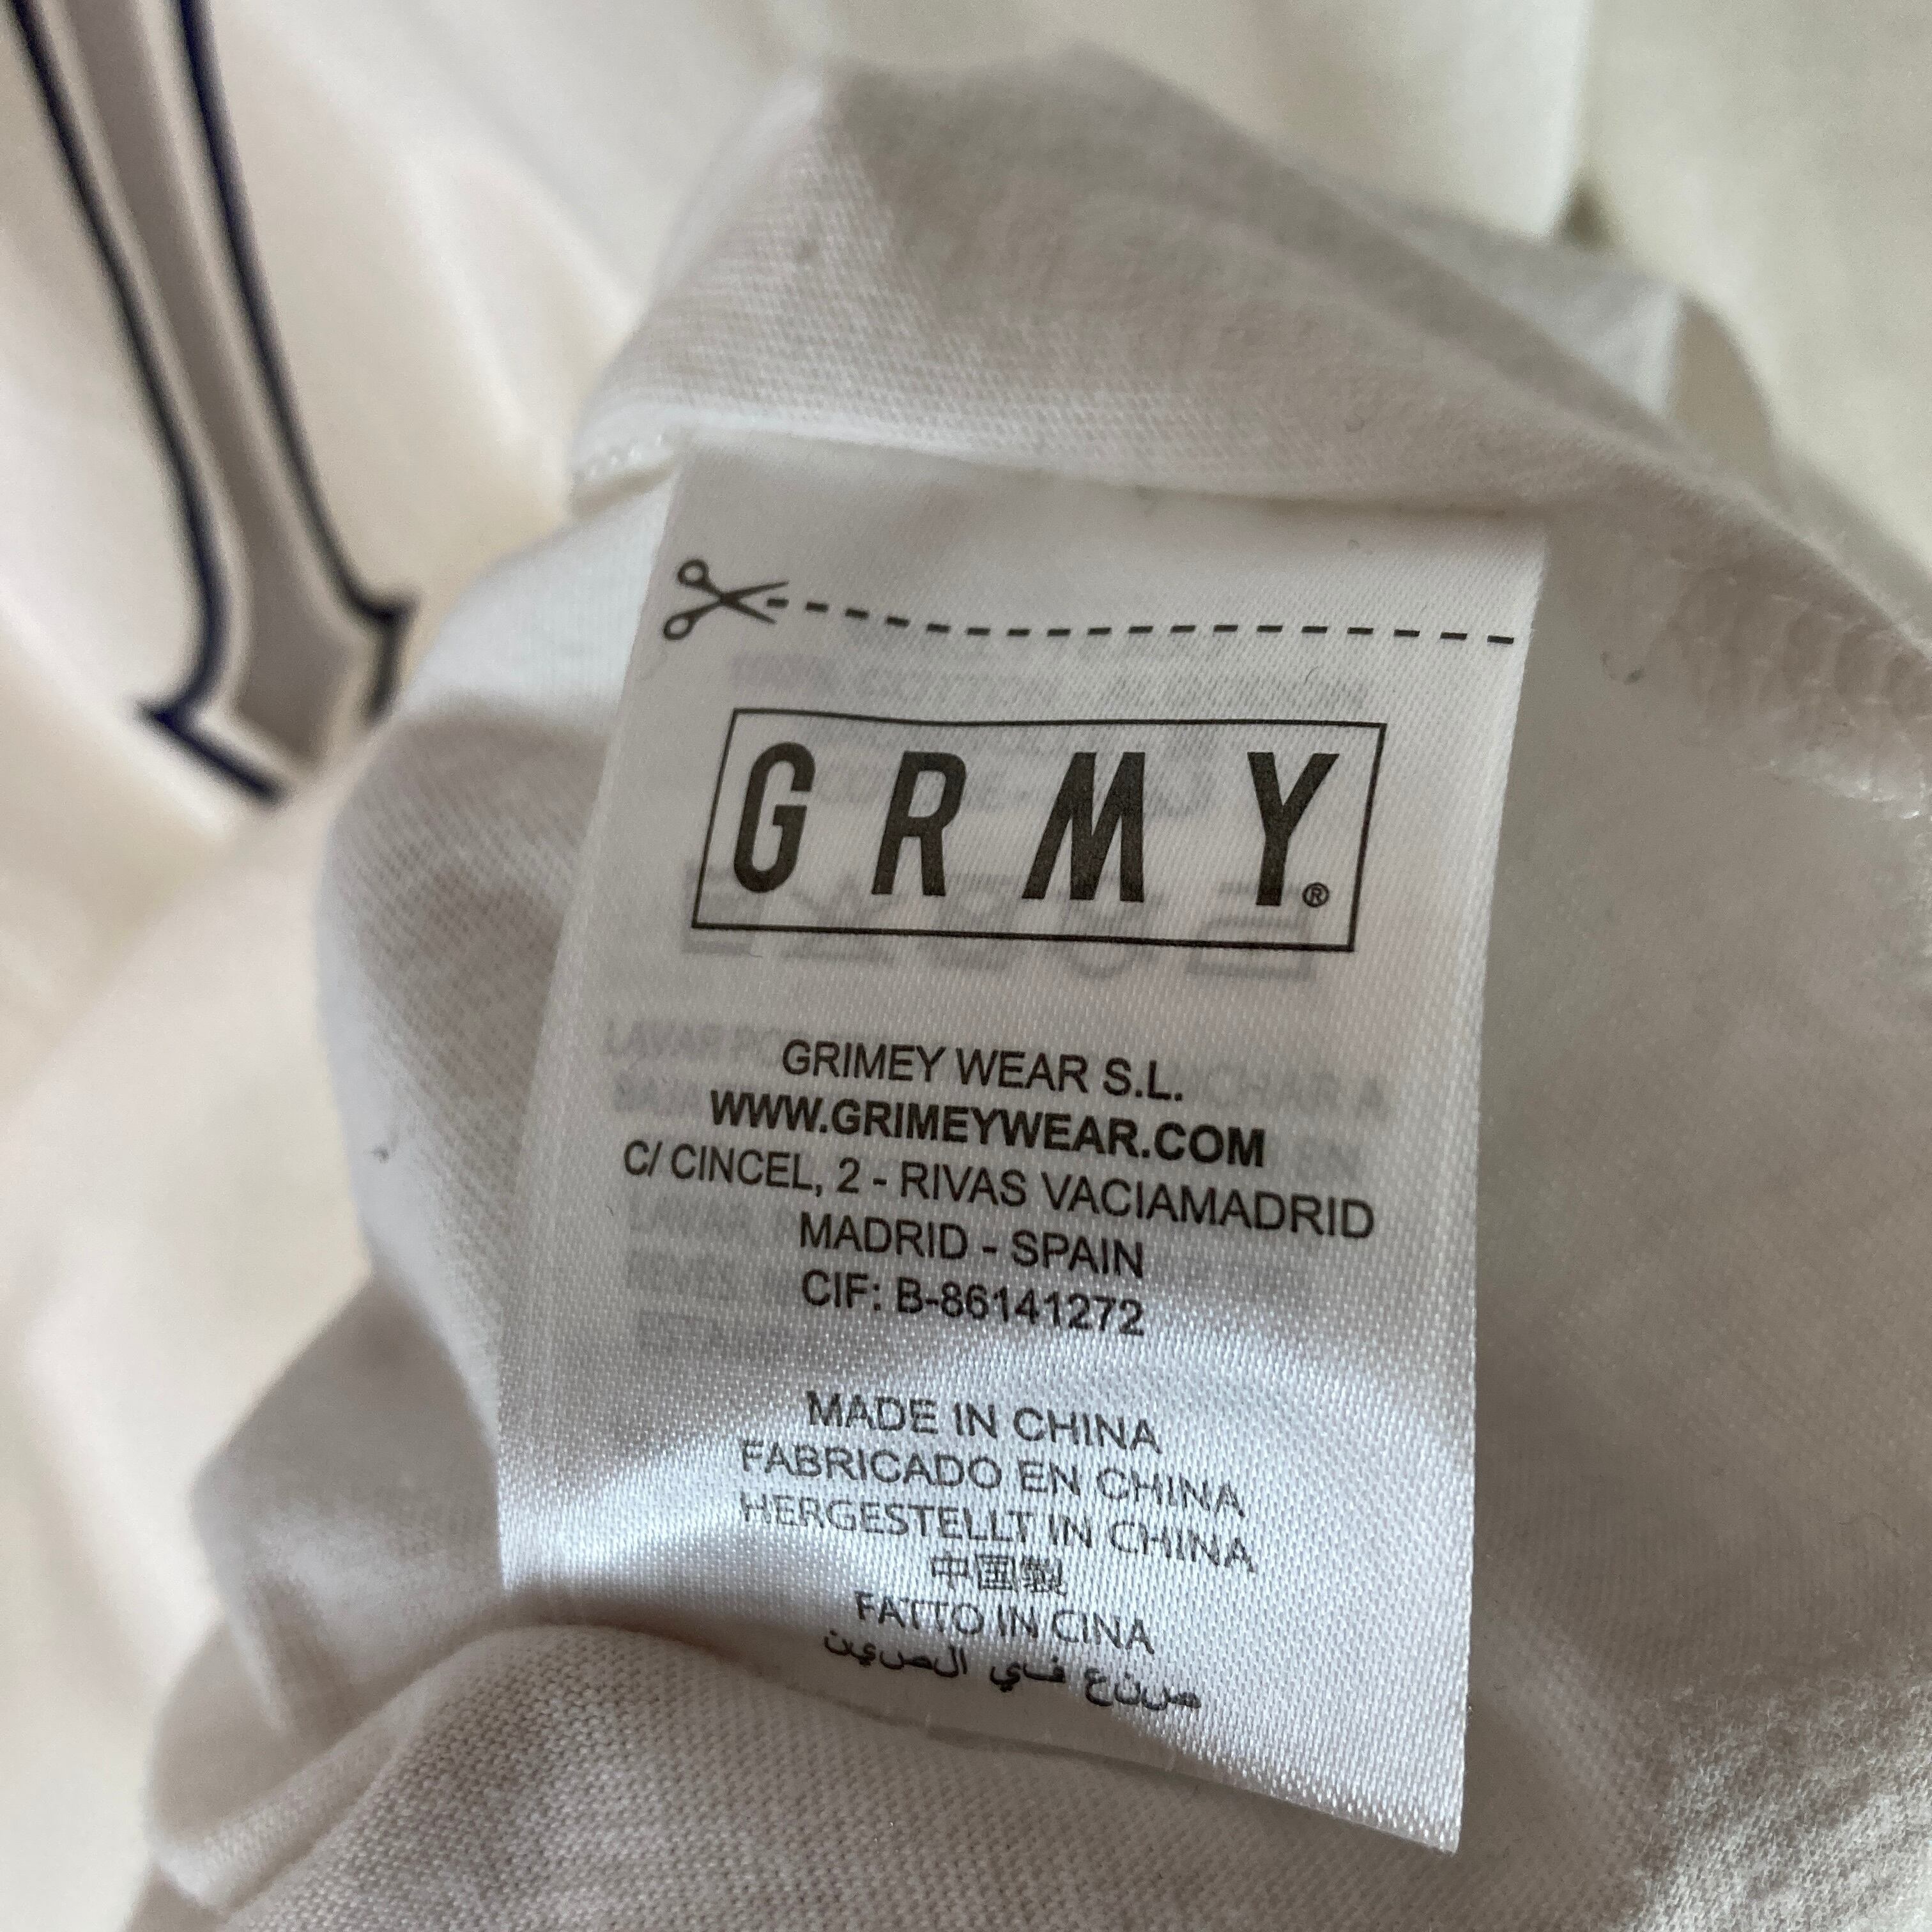 GRMY®
GRIMEY WEAR S.L.
WWW.GRIMEYWEAR.COM
C/ CINCEL, 2 - RIVAS VACIAMADRID
MADRID - SPAIN
CIF: B-86141272
MADE IN CHINA
FABRICADO EN CHINA
HERGESTELLT IN CHINA
中国製
FATTO IN CINA
صنع في الصين